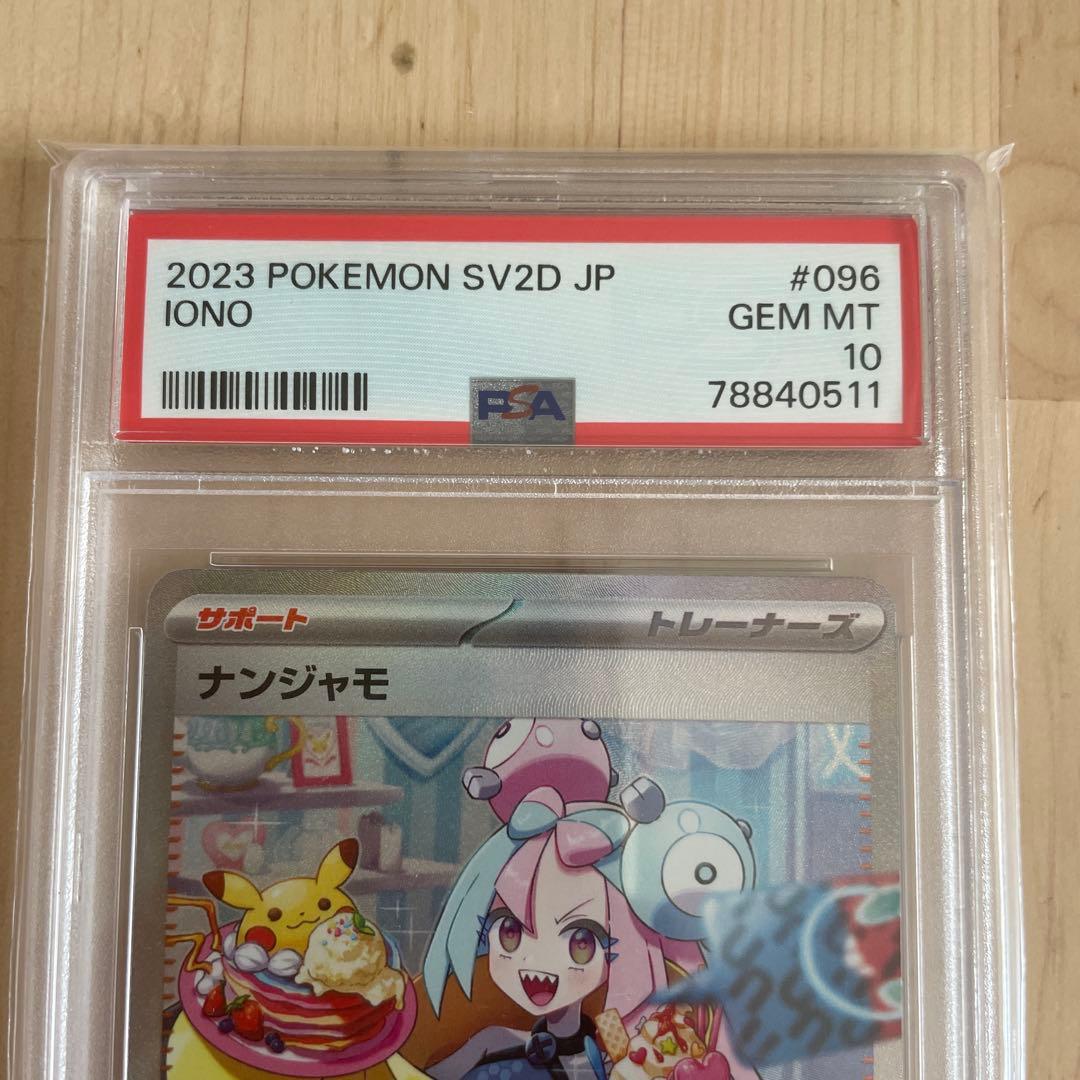 2023 POKEMON SV2D JP #096
IONO GEM MT
10
78840511
PSA
サポート トレーナーズ
ナンジャモ